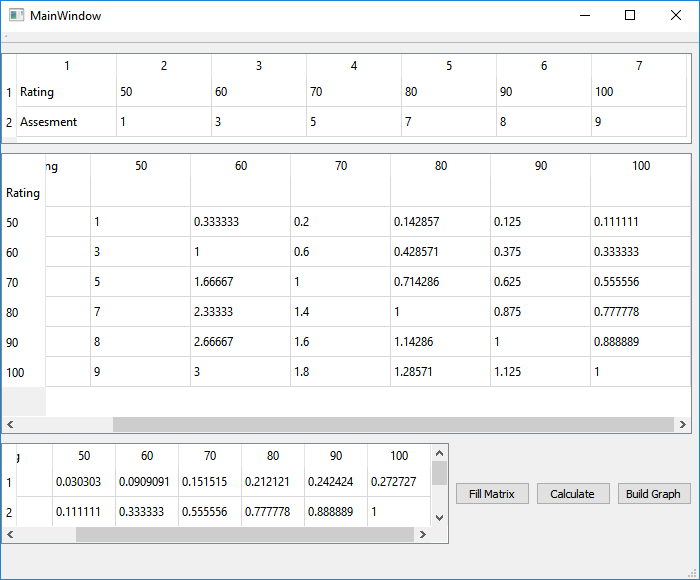 MainWindow
1 2 3 4 5 6 7
1 Rating 50 60 70 80 90 100
2 Assesment 1 3 5 7 8 9
ng 50 60 70 80 90 100
Rating
50 1 0.333333 0.2 0.142857 0.125 0.111111
60 3 1 0.6 0.428571 0.375 0.333333
70 5 1.66667 1 0.714286 0.625 0.555556
80 7 2.33333 1.4 1 0.875 0.777778
90 8 2.66667 1.6 1.14286 1 0.888889
100 9 3 1.8 1.28571 1.125 1
g 50 60 70 80 90 100
1 0.030303 0.0909091 0.151515 0.212121 0.242424 0.272727
2 0.111111 0.333333 0.555556 0.777778 0.888889 1
Fill Matrix Calculate Build Graph